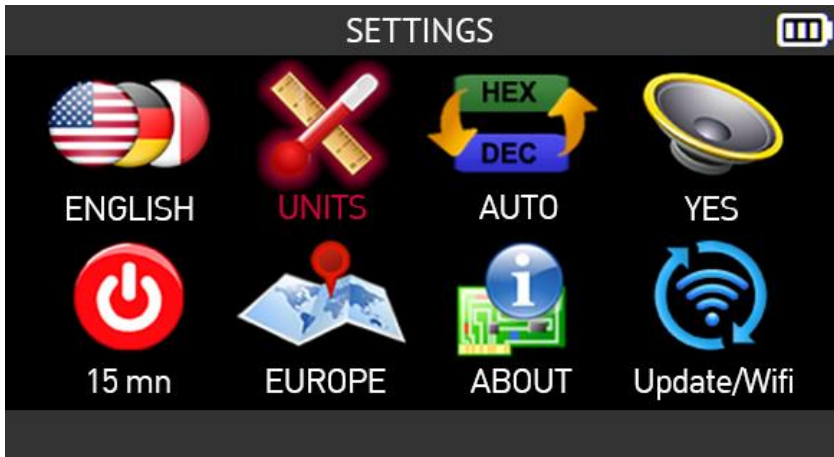 SETTINGS
HEX
DEC
ENGLISH UNITS AUTO YES
15 mn EUROPE ABOUT Update/Wifi